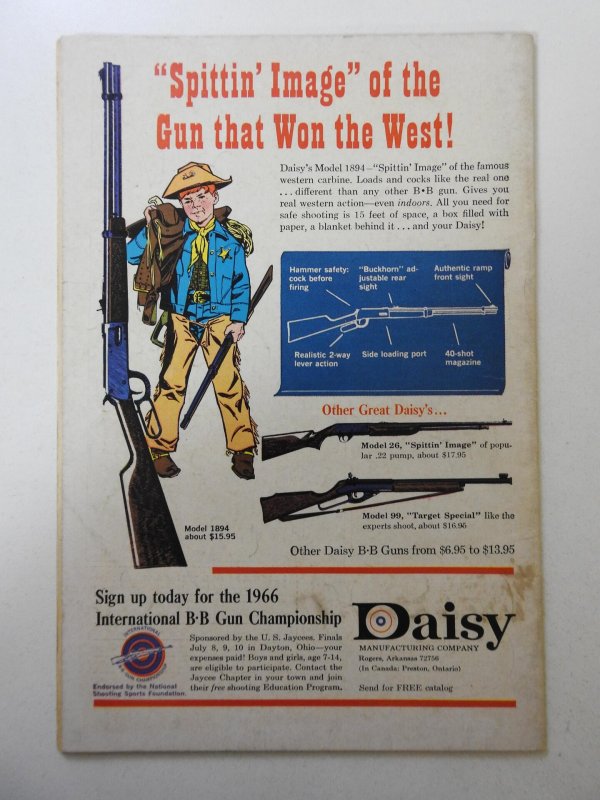 "Spittin' Image" of the
Gun that Won the West!
Daisy's Model 1894—"Spittin' Image" of the famous
western carbine. Loads and cocks like the real one
...different than any other B•B gun. Gives you
real western action—even indoors. All you need for
safe shooting is 15 feet of space, a box filled with
paper, a blanket behind it...and your Daisy!
Hammer safety:
cock before
firing
"Buckhorn" ad-
justable rear
sight
Authentic ramp
front sight
Realistic 2-way
lever action
Side loading port
40-shot
magazine
Other Great Daisy's...
Model 26, "Spittin' Image" of popu-
lar .22 pump, about $17.95
Model 99, "Target Special" like the
experts shoot, about $16.95
Model 1894
about $15.95
Other Daisy B•B Guns from $6.95 to $13.95
Sign up today for the 1966
International B•B Gun Championship
INTERNATIONAL
B•B GUN CHAMPIONSHIP
Endorsed by the National
Shooting Sports Foundation.
Sponsored by the U. S. Jaycees. Finals
July 8, 9, 10 in Dayton, Ohio—your
expenses paid! Boys and girls, age 7-14,
are eligible to participate. Contact the
Jaycee Chapter in your town and join
their free shooting Education Program.
Daisy
MANUFACTURING COMPANY
Rogers, Arkansas 72756
(In Canada: Preston, Ontario)
Send for FREE catalog